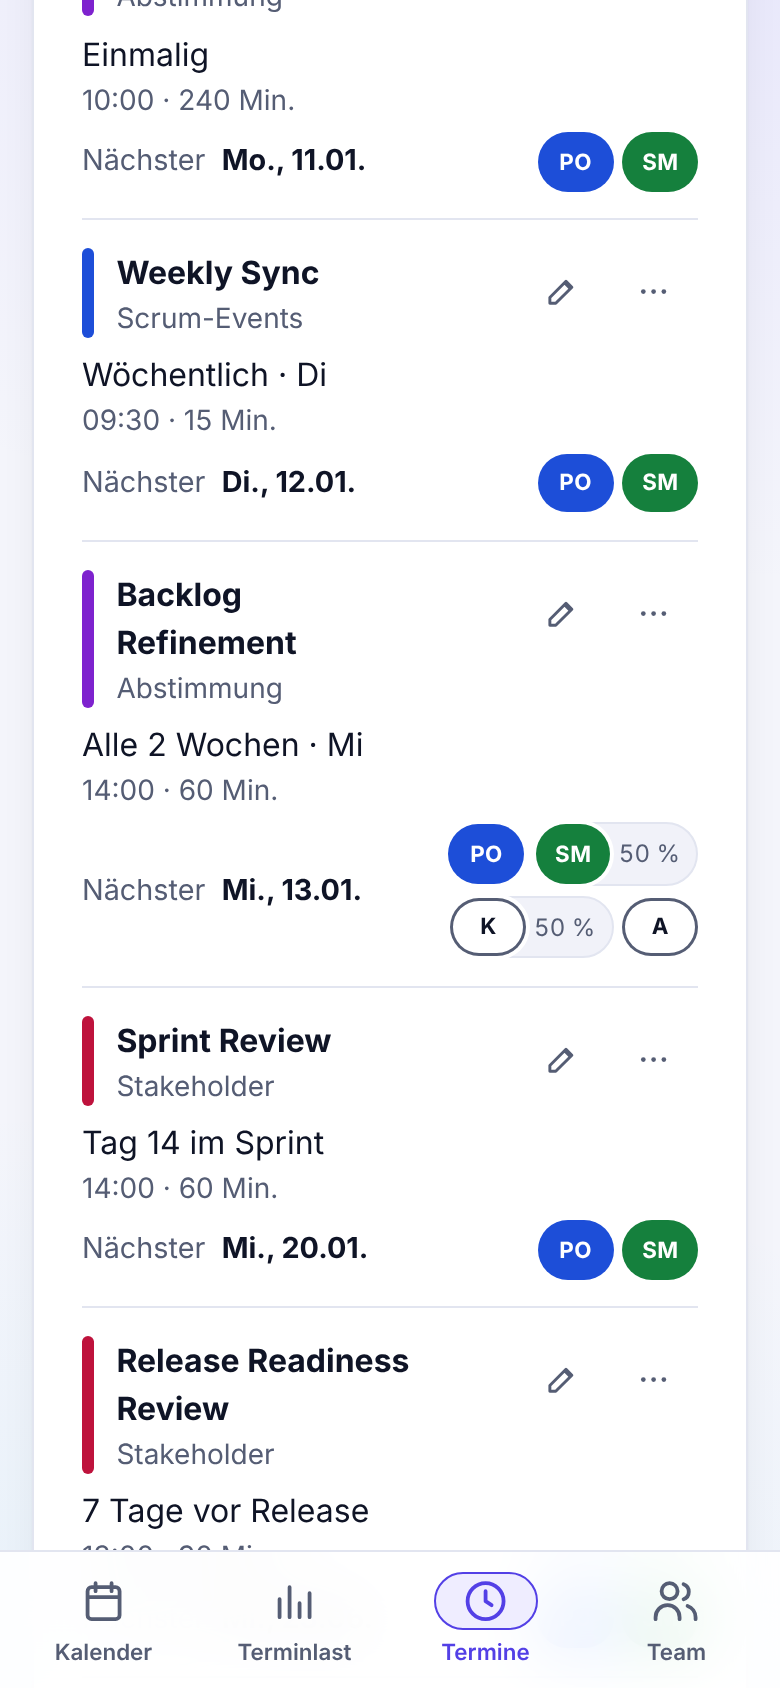 Einmalig
10:00 · 240 Min.
Nächster Mo., 11.01. PO SM
Weekly Sync
Scrum-Events
Wöchentlich · Di
09:30 · 15 Min.
Nächster Di., 12.01. PO SM
Backlog
Refinement
Abstimmung
Alle 2 Wochen · Mi
14:00 · 60 Min.
PO SM 50 %
Nächster Mi., 13.01.
K 50 % A
Sprint Review
Stakeholder
Tag 14 im Sprint
14:00 · 60 Min.
Nächster Mi., 20.01. PO SM
Release Readiness
Review
Stakeholder
7 Tage vor Release
Kalender Terminlast Termine Team